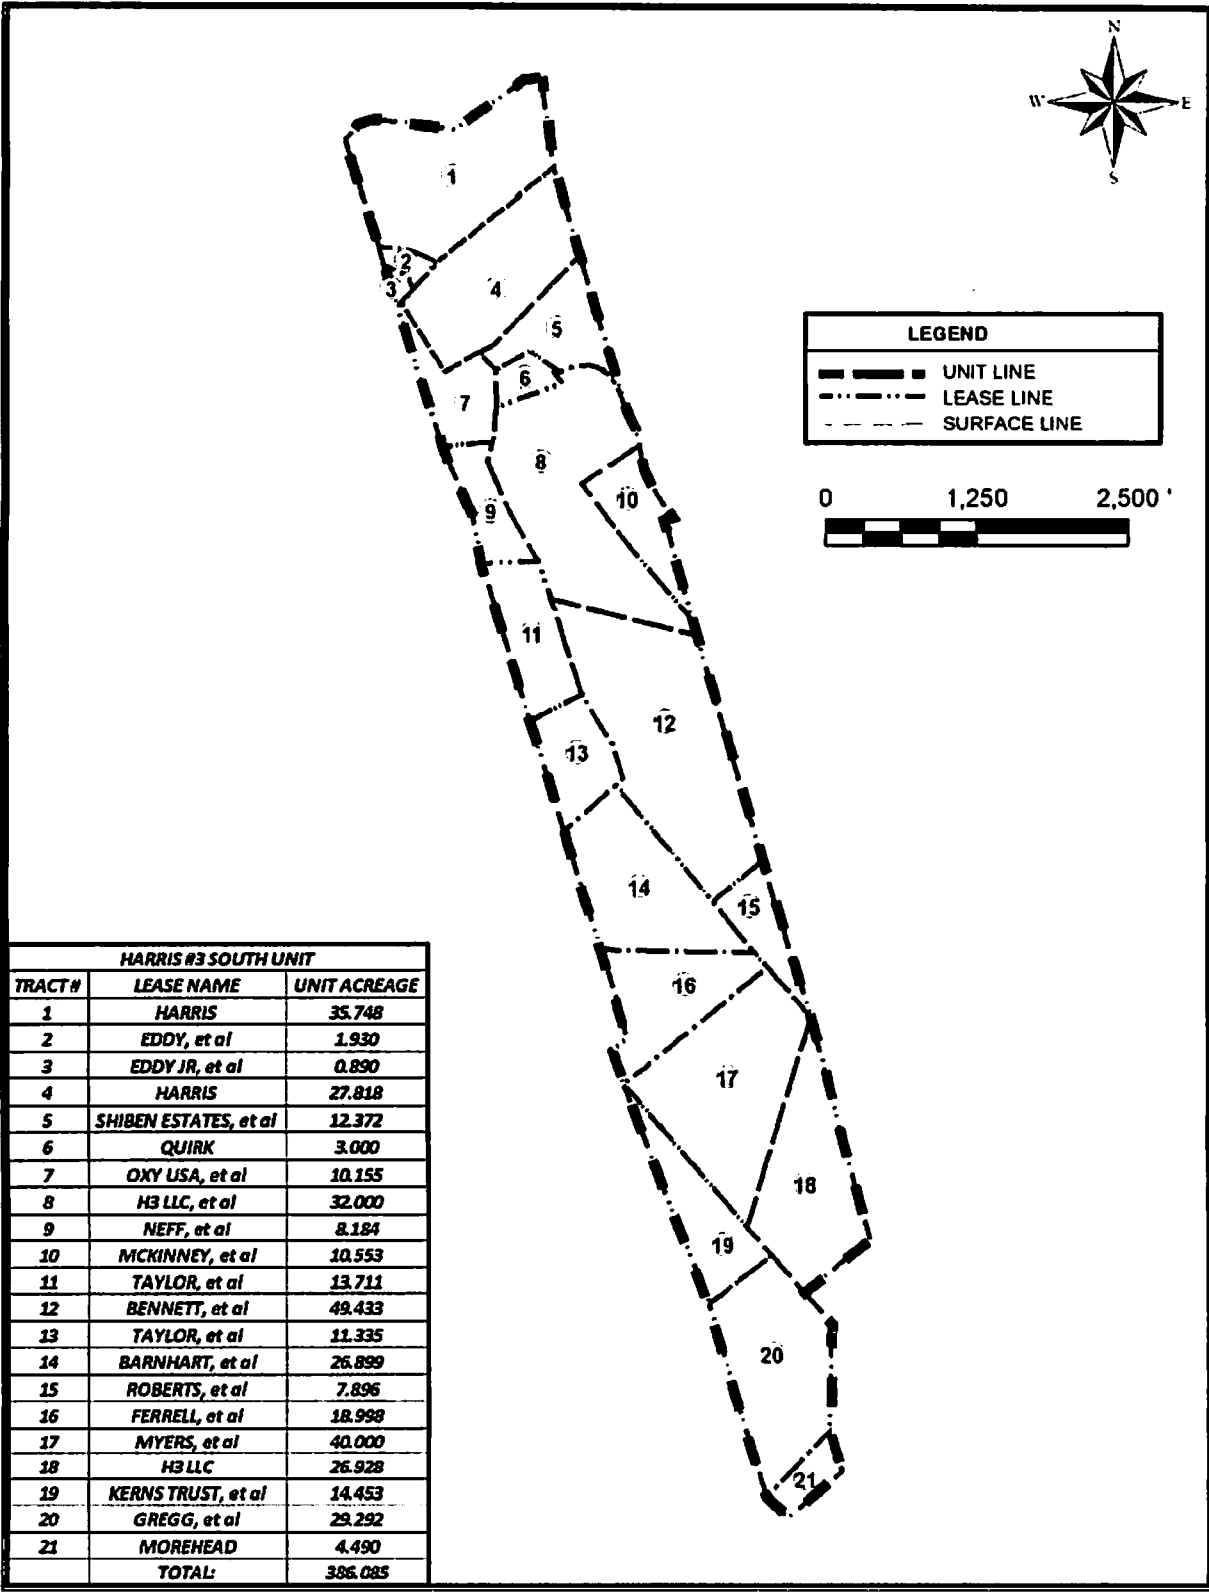 N
W E
S
1
2
3
4
5
6
7
8
9
10
11
12
13
14
15
16
17
18
19
20
21
LEGEND
UNIT LINE
LEASE LINE
SURFACE LINE
0 1,250 2,500 '
HARRIS #3 SOUTH UNIT
TRACT # LEASE NAME UNIT ACREAGE
1 HARRIS 35.748
2 EDDY, et al 1.930
3 EDDY JR, et al 0.890
4 HARRIS 27.818
5 SHIBEN ESTATES, et al 12.372
6 QUIRK 3.000
7 OXY USA, et al 10.155
8 H3 LLC, et al 32.000
9 NEFF, et al 8.184
10 MCKINNEY, et al 10.553
11 TAYLOR, et al 13.711
12 BENNETT, et al 49.433
13 TAYLOR, et al 11.335
14 BARNHART, et al 26.899
15 ROBERTS, et al 7.896
16 FERRELL, et al 18.998
17 MYERS, et al 40.000
18 H3 LLC 26.928
19 KERNS TRUST, et al 14.453
20 GREGG, et al 29.292
21 MOREHEAD 4.490
TOTAL: 386.085